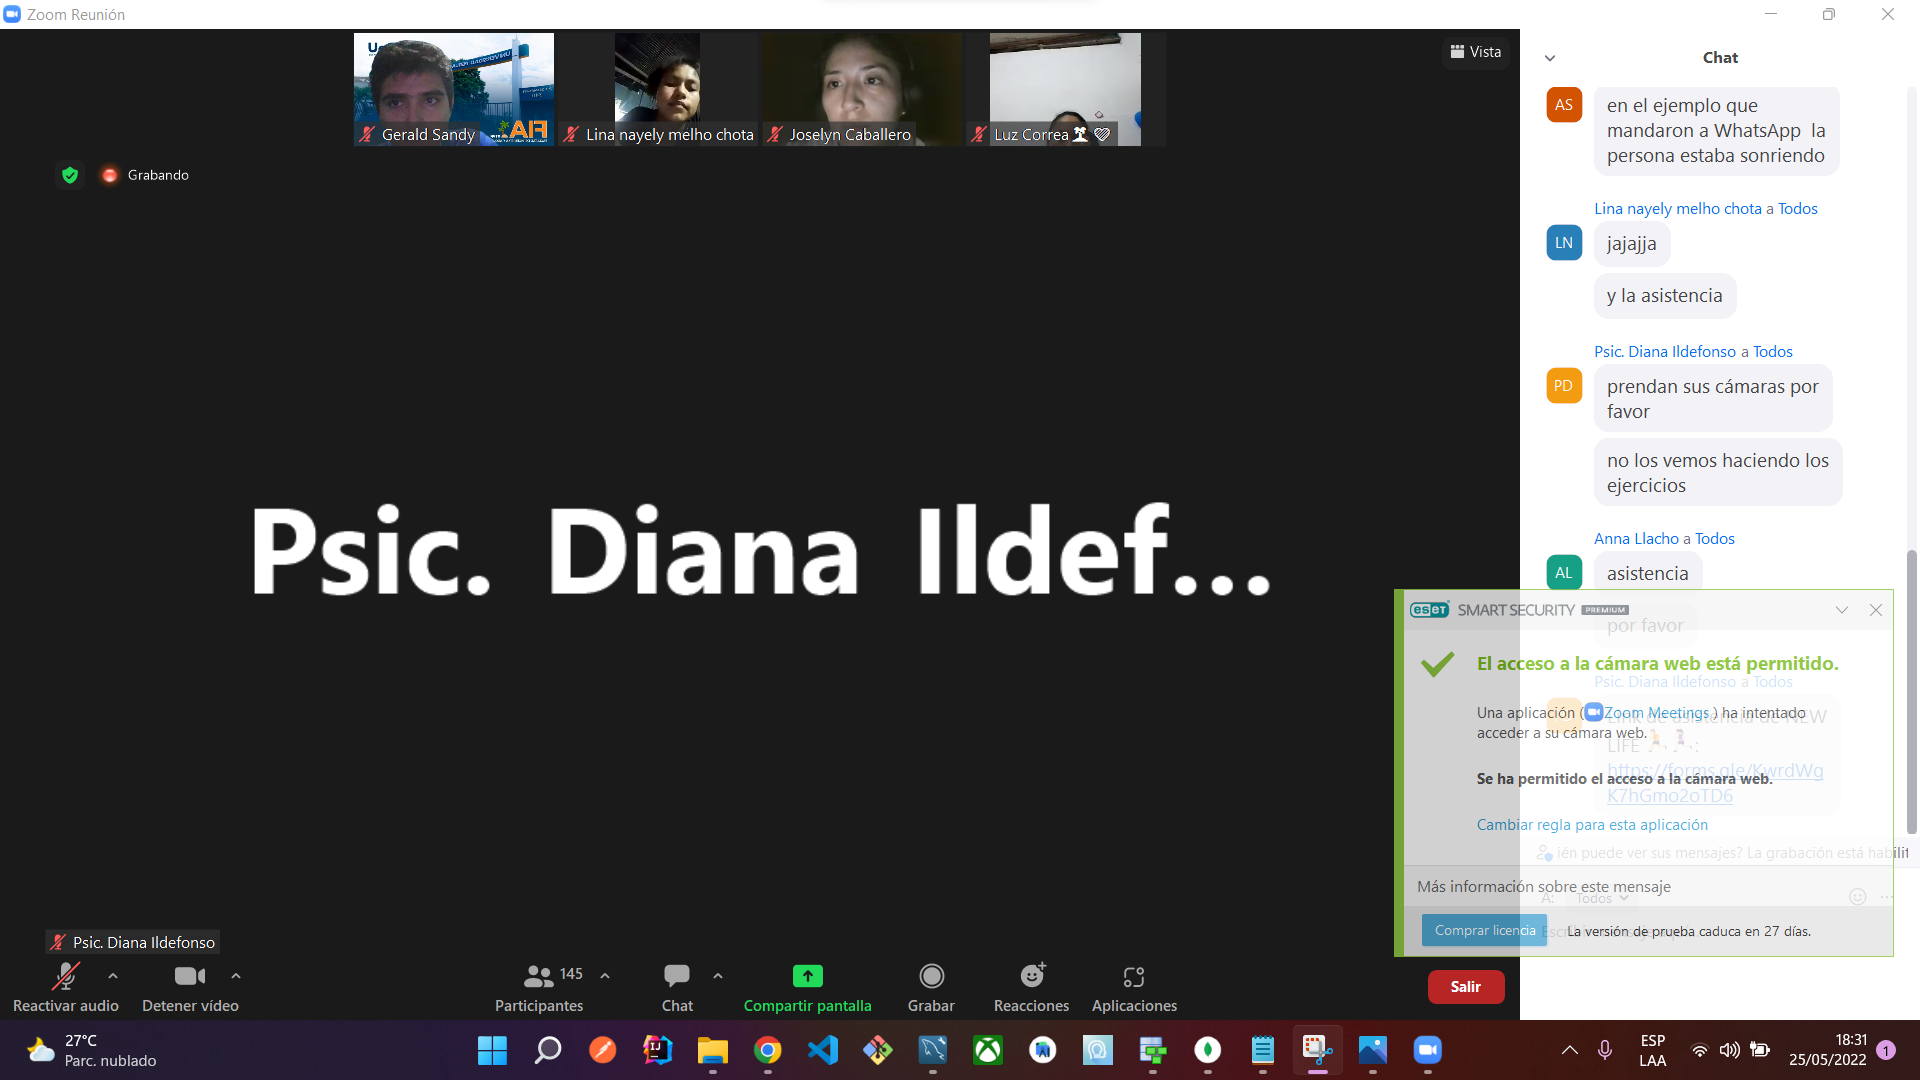 Zoom Reunión
Gerald Sandy
Lina nayely melho chota
Joselyn Caballero
Luz Correa
Vista
Grabando
Psic. Diana Ildef...
Psic. Diana Ildefonso
Reactivar audio
Detener vídeo
145
Participantes
Chat
Compartir pantalla
Grabar
Reacciones
Aplicaciones
Salir
Chat
AS
en el ejemplo que
mandaron a WhatsApp la
persona estaba sonriendo
Lina nayely melho chota a Todos
LN
jajajja
y la asistencia
Psic. Diana Ildefonso a Todos
PD
prendan sus cámaras por
favor
no los vemos haciendo los
ejercicios
Anna Llacho a Todos
AL
asistencia
por favor
Psic. Diana Ildefonso a Todos
Link de asistencia de NEW
LIFE :
https://forms.gle/KwrdWg
K7hGmo2oTD6
ién puede ver sus mensajes? La grabación está habilit
A: Todos
eset SMART SECURITY PREMIUM
El acceso a la cámara web está permitido.
Una aplicación (Zoom Meetings) ha intentado
acceder a su cámara web.
Se ha permitido el acceso a la cámara web.
Cambiar regla para esta aplicación
Más información sobre este mensaje
Comprar licencia
La versión de prueba caduca en 27 días.
27°C
Parc. nublado
ESP
LAA
18:31
25/05/2022
1